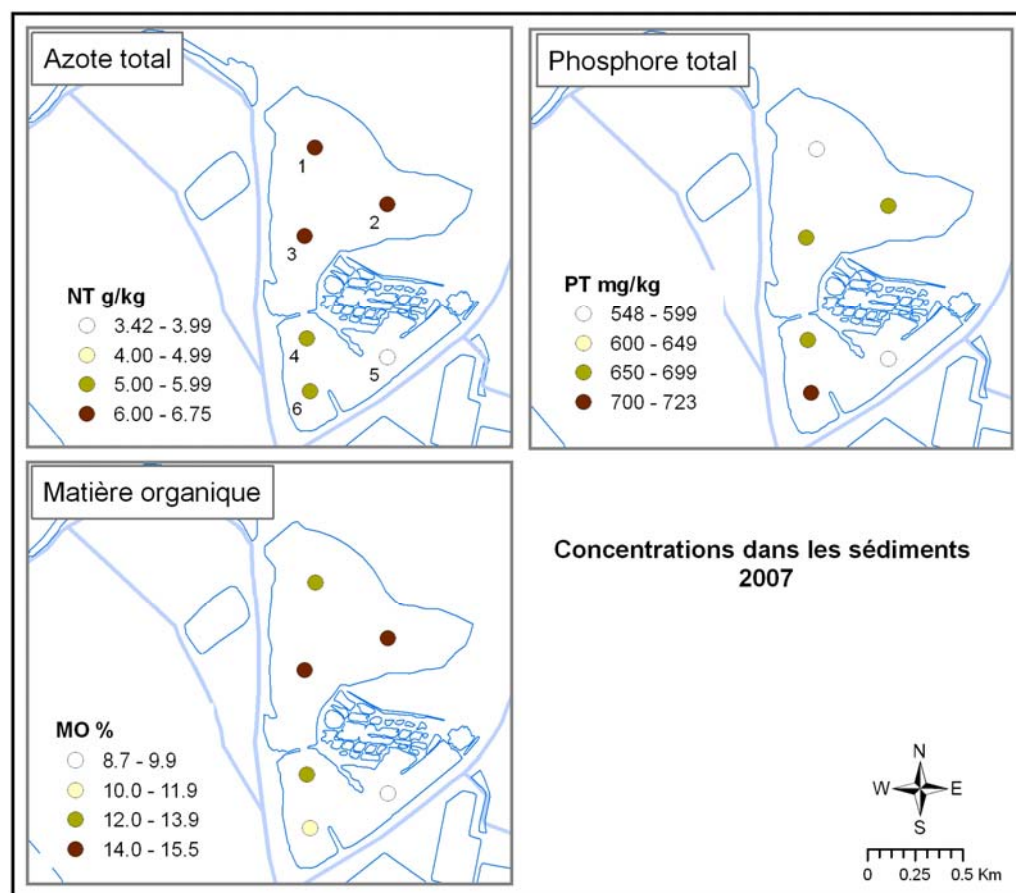 Azote total
1
2
3
4
5
6
NT g/kg
3.42 - 3.99
4.00 - 4.99
5.00 - 5.99
6.00 - 6.75
Phosphore total
PT mg/kg
548 - 599
600 - 649
650 - 699
700 - 723
Matière organique
MO %
8.7 - 9.9
10.0 - 11.9
12.0 - 13.9
14.0 - 15.5
Concentrations dans les sédiments
2007
N
W E
S
0 0.25 0.5 Km